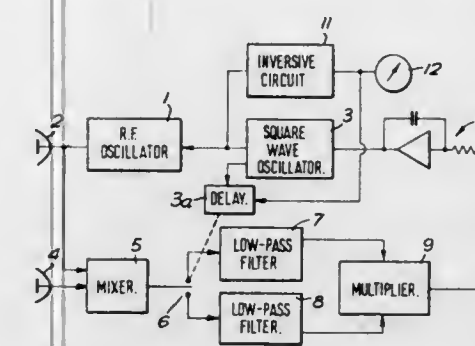 11
INVERSIVE
CIRCUIT
12
1
R.F.
OSCILLATOR
2
3
SQUARE
WAVE
OSCILLATOR.
3a
DELAY.
4
5
MIXER.
6
7
LOW-PASS
FILTER
8
LOW-PASS
FILTER.
9
MULTIPLIER.